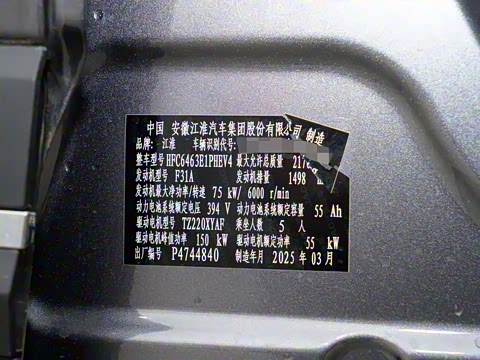 中国 安徽江淮汽车集团股份有限公司 制造
品牌: 江淮 车辆识别代号:
整车型号 HFC6463E1PHEV4 最大允许总质量 217
发动机型号 F31A 发动机排量 1498
发动机最大净功率/转速 75 kW/ 6000 r/min
动力电池系统额定电压 394 V 动力电池系统额定容量 55 Ah
驱动电机型号 TZ220XYAF 乘坐人数 5 人
驱动电机峰值功率 150 kW 驱动电机额定功率 55 kW
出厂编号 P4744840 制造年月 2025 年 03 月